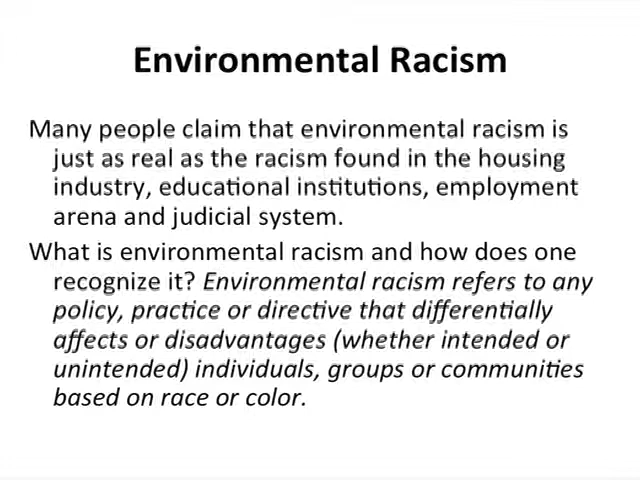 Environmental Racism
Many people claim that environmental racism is
just as real as the racism found in the housing
industry, educational institutions, employment
arena and judicial system.
What is environmental racism and how does one
recognize it? Environmental racism refers to any
policy, practice or directive that differentially
affects or disadvantages (whether intended or
unintended) individuals, groups or communities
based on race or color.